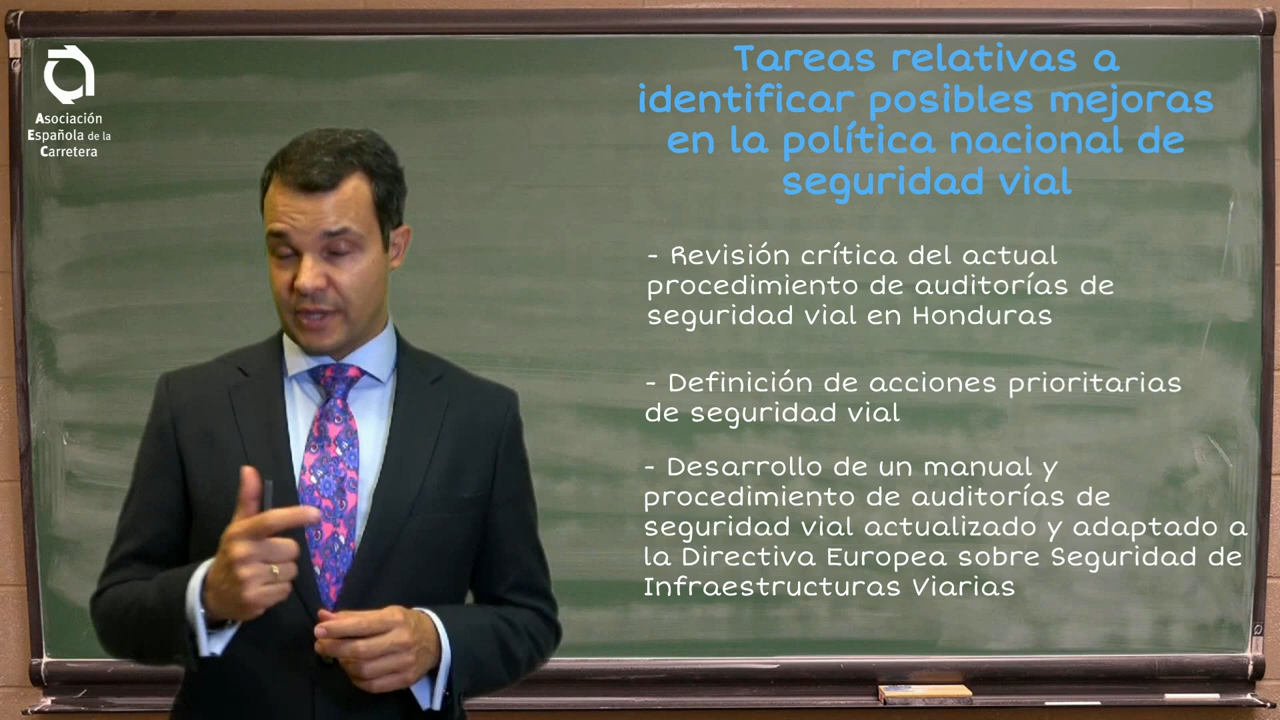 Asociación
Española de la
Carretera
Tareas relativas a
identificar posibles mejoras
en la política nacional de
seguridad vial
- Revisión crítica del actual
procedimiento de auditorías de
seguridad vial en Honduras
- Definición de acciones prioritarias
de seguridad vial
- Desarrollo de un manual y
procedimiento de auditorías de
seguridad vial actualizado y adaptado a
la Directiva Europea sobre Seguridad de
Infraestructuras Viarias